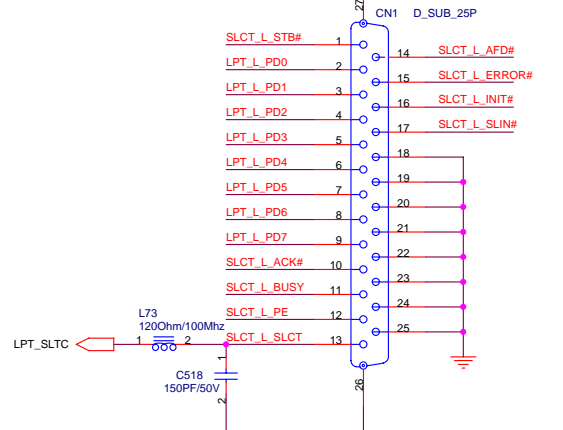 27
CN1 D_SUB_25P
SLCT_L_STB# 1
14 SLCT_L_AFD#
LPT_L_PD0 2
15 SLCT_L_ERROR#
LPT_L_PD1 3
16 SLCT_L_INIT#
LPT_L_PD2 4
17 SLCT_L_SLIN#
LPT_L_PD3 5
18
LPT_L_PD4 6
19
LPT_L_PD5 7
20
LPT_L_PD6 8
21
LPT_L_PD7 9
22
SLCT_L_ACK# 10
23
SLCT_L_BUSY 11
24
SLCT_L_PE 12
25
L73
120Ohm/100Mhz
LPT_SLTC 1 2 SLCT_L_SLCT 13
1
C518
150PF/50V
2
26